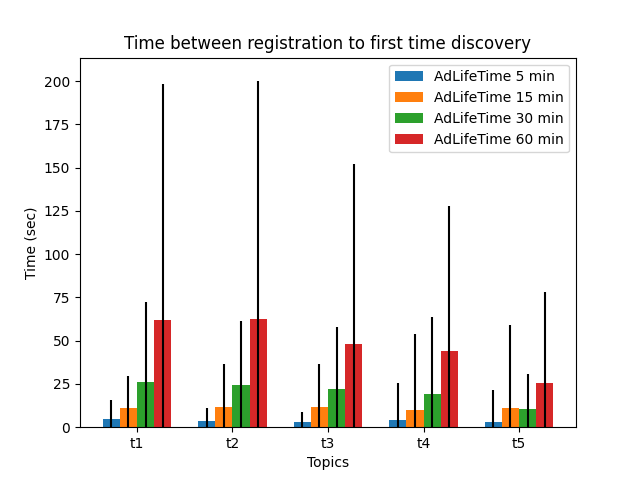 Time between registration to first time discovery
AdLifeTime 5 min
AdLifeTime 15 min
AdLifeTime 30 min
AdLifeTime 60 min
Time (sec)
200
175
150
125
100
75
50
25
0
t1 t2 t3 t4 t5
Topics